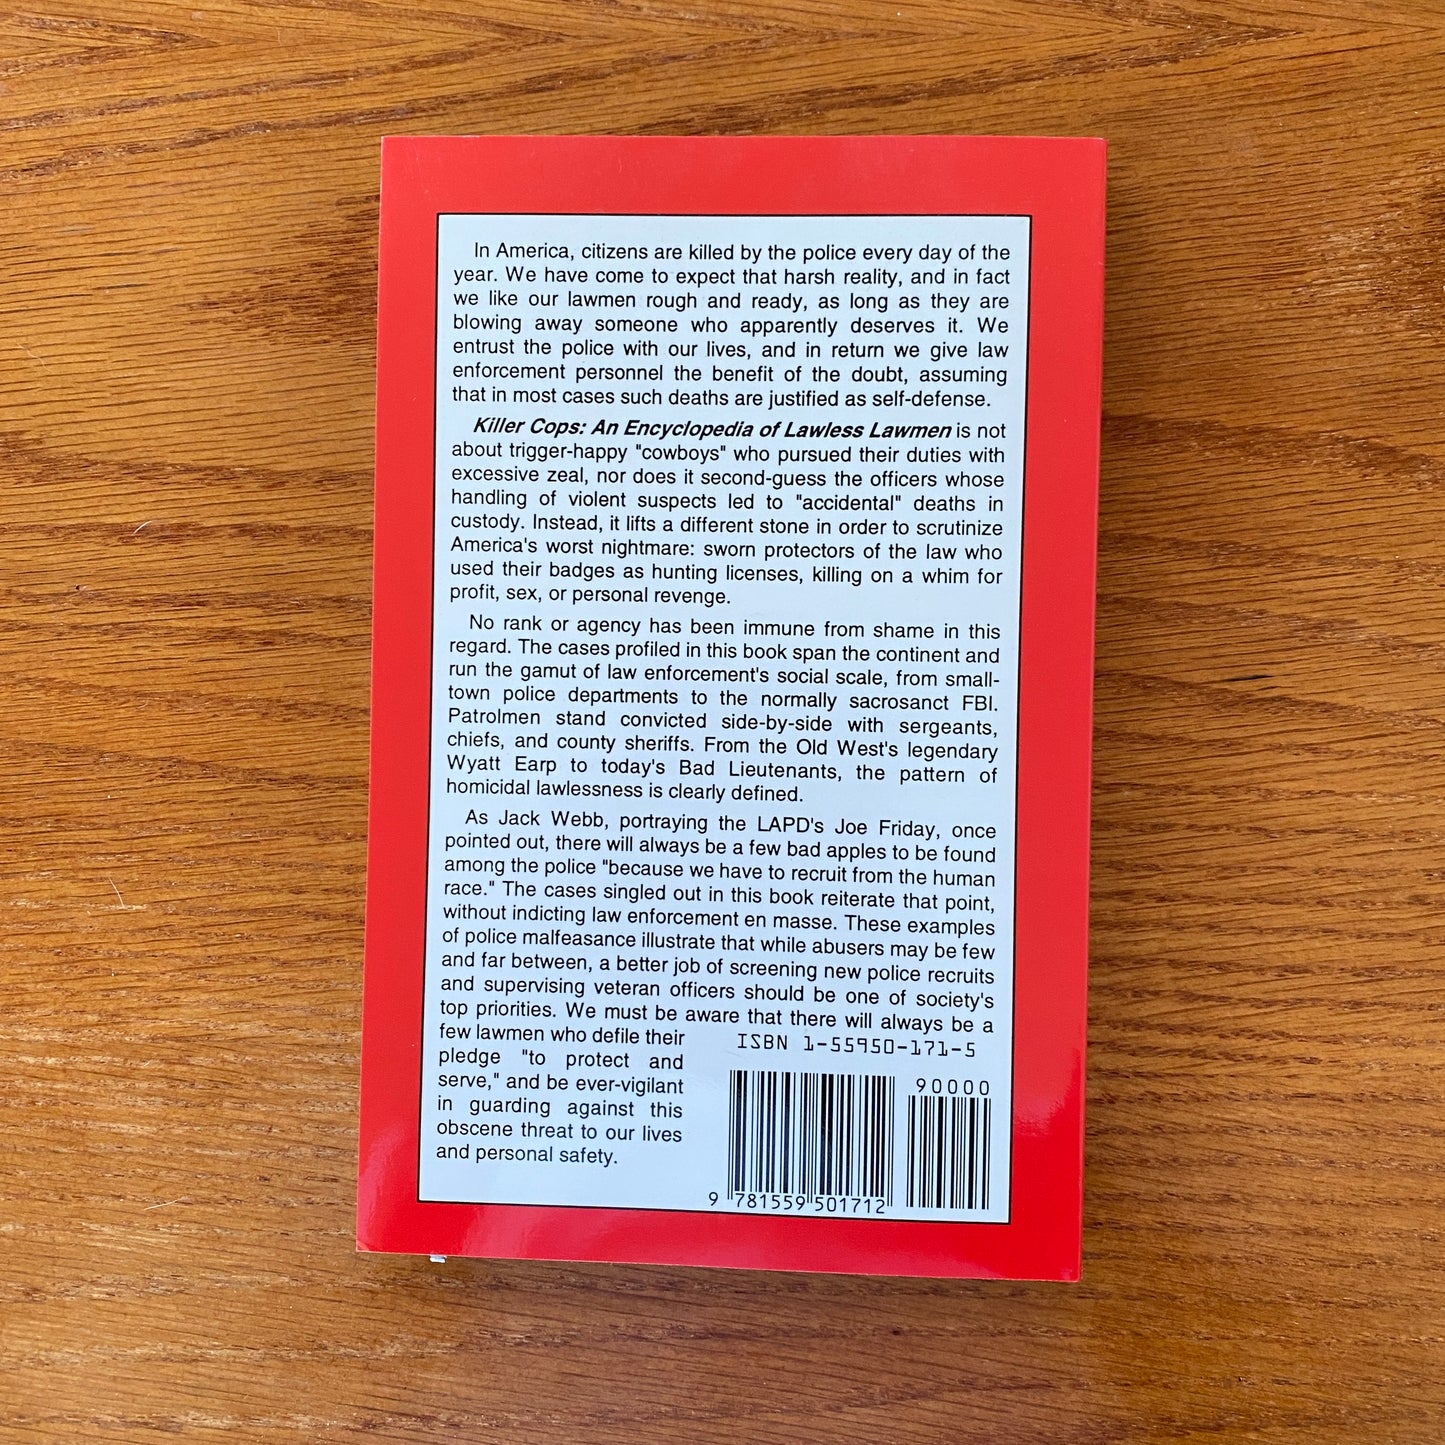 In America, citizens are killed by the police every day of the
year. We have come to expect that harsh reality, and in fact
we like our lawmen rough and ready, as long as they are
blowing away someone who apparently deserves it. We
entrust the police with our lives, and in return we give law
enforcement personnel the benefit of the doubt, assuming
that in most cases such deaths are justified as self-defense.
Killer Cops: An Encyclopedia of Lawless Lawmen is not
about trigger-happy "cowboys" who pursued their duties with
excessive zeal, nor does it second-guess the officers whose
handling of violent suspects led to "accidental" deaths in
custody. Instead, it lifts a different stone in order to scrutinize
America's worst nightmare: sworn protectors of the law who
used their badges as hunting licenses, killing on a whim for
profit, sex, or personal revenge.
No rank or agency has been immune from shame in this
regard. The cases profiled in this book span the continent and
run the gamut of law enforcement's social scale, from small-
town police departments to the normally sacrosanct FBI.
Patrolmen stand convicted side-by-side with sergeants,
chiefs, and county sheriffs. From the Old West's legendary
Wyatt Earp to today's Bad Lieutenants, the pattern of
homicidal lawlessness is clearly defined.
As Jack Webb, portraying the LAPD's Joe Friday, once
pointed out, there will always be a few bad apples to be found
among the police "because we have to recruit from the human
race." The cases singled out in this book reiterate that point,
without indicting law enforcement en masse. These examples
of police malfeasance illustrate that while abusers may be few
and far between, a better job of screening new police recruits
and supervising veteran officers should be one of society's
top priorities. We must be aware that there will always be a
few lawmen who defile their
pledge "to protect and
serve," and be ever-vigilant
in guarding against this
obscene threat to our lives
and personal safety.
ISBN 1-55950-171-5
90000
9 781559 501712